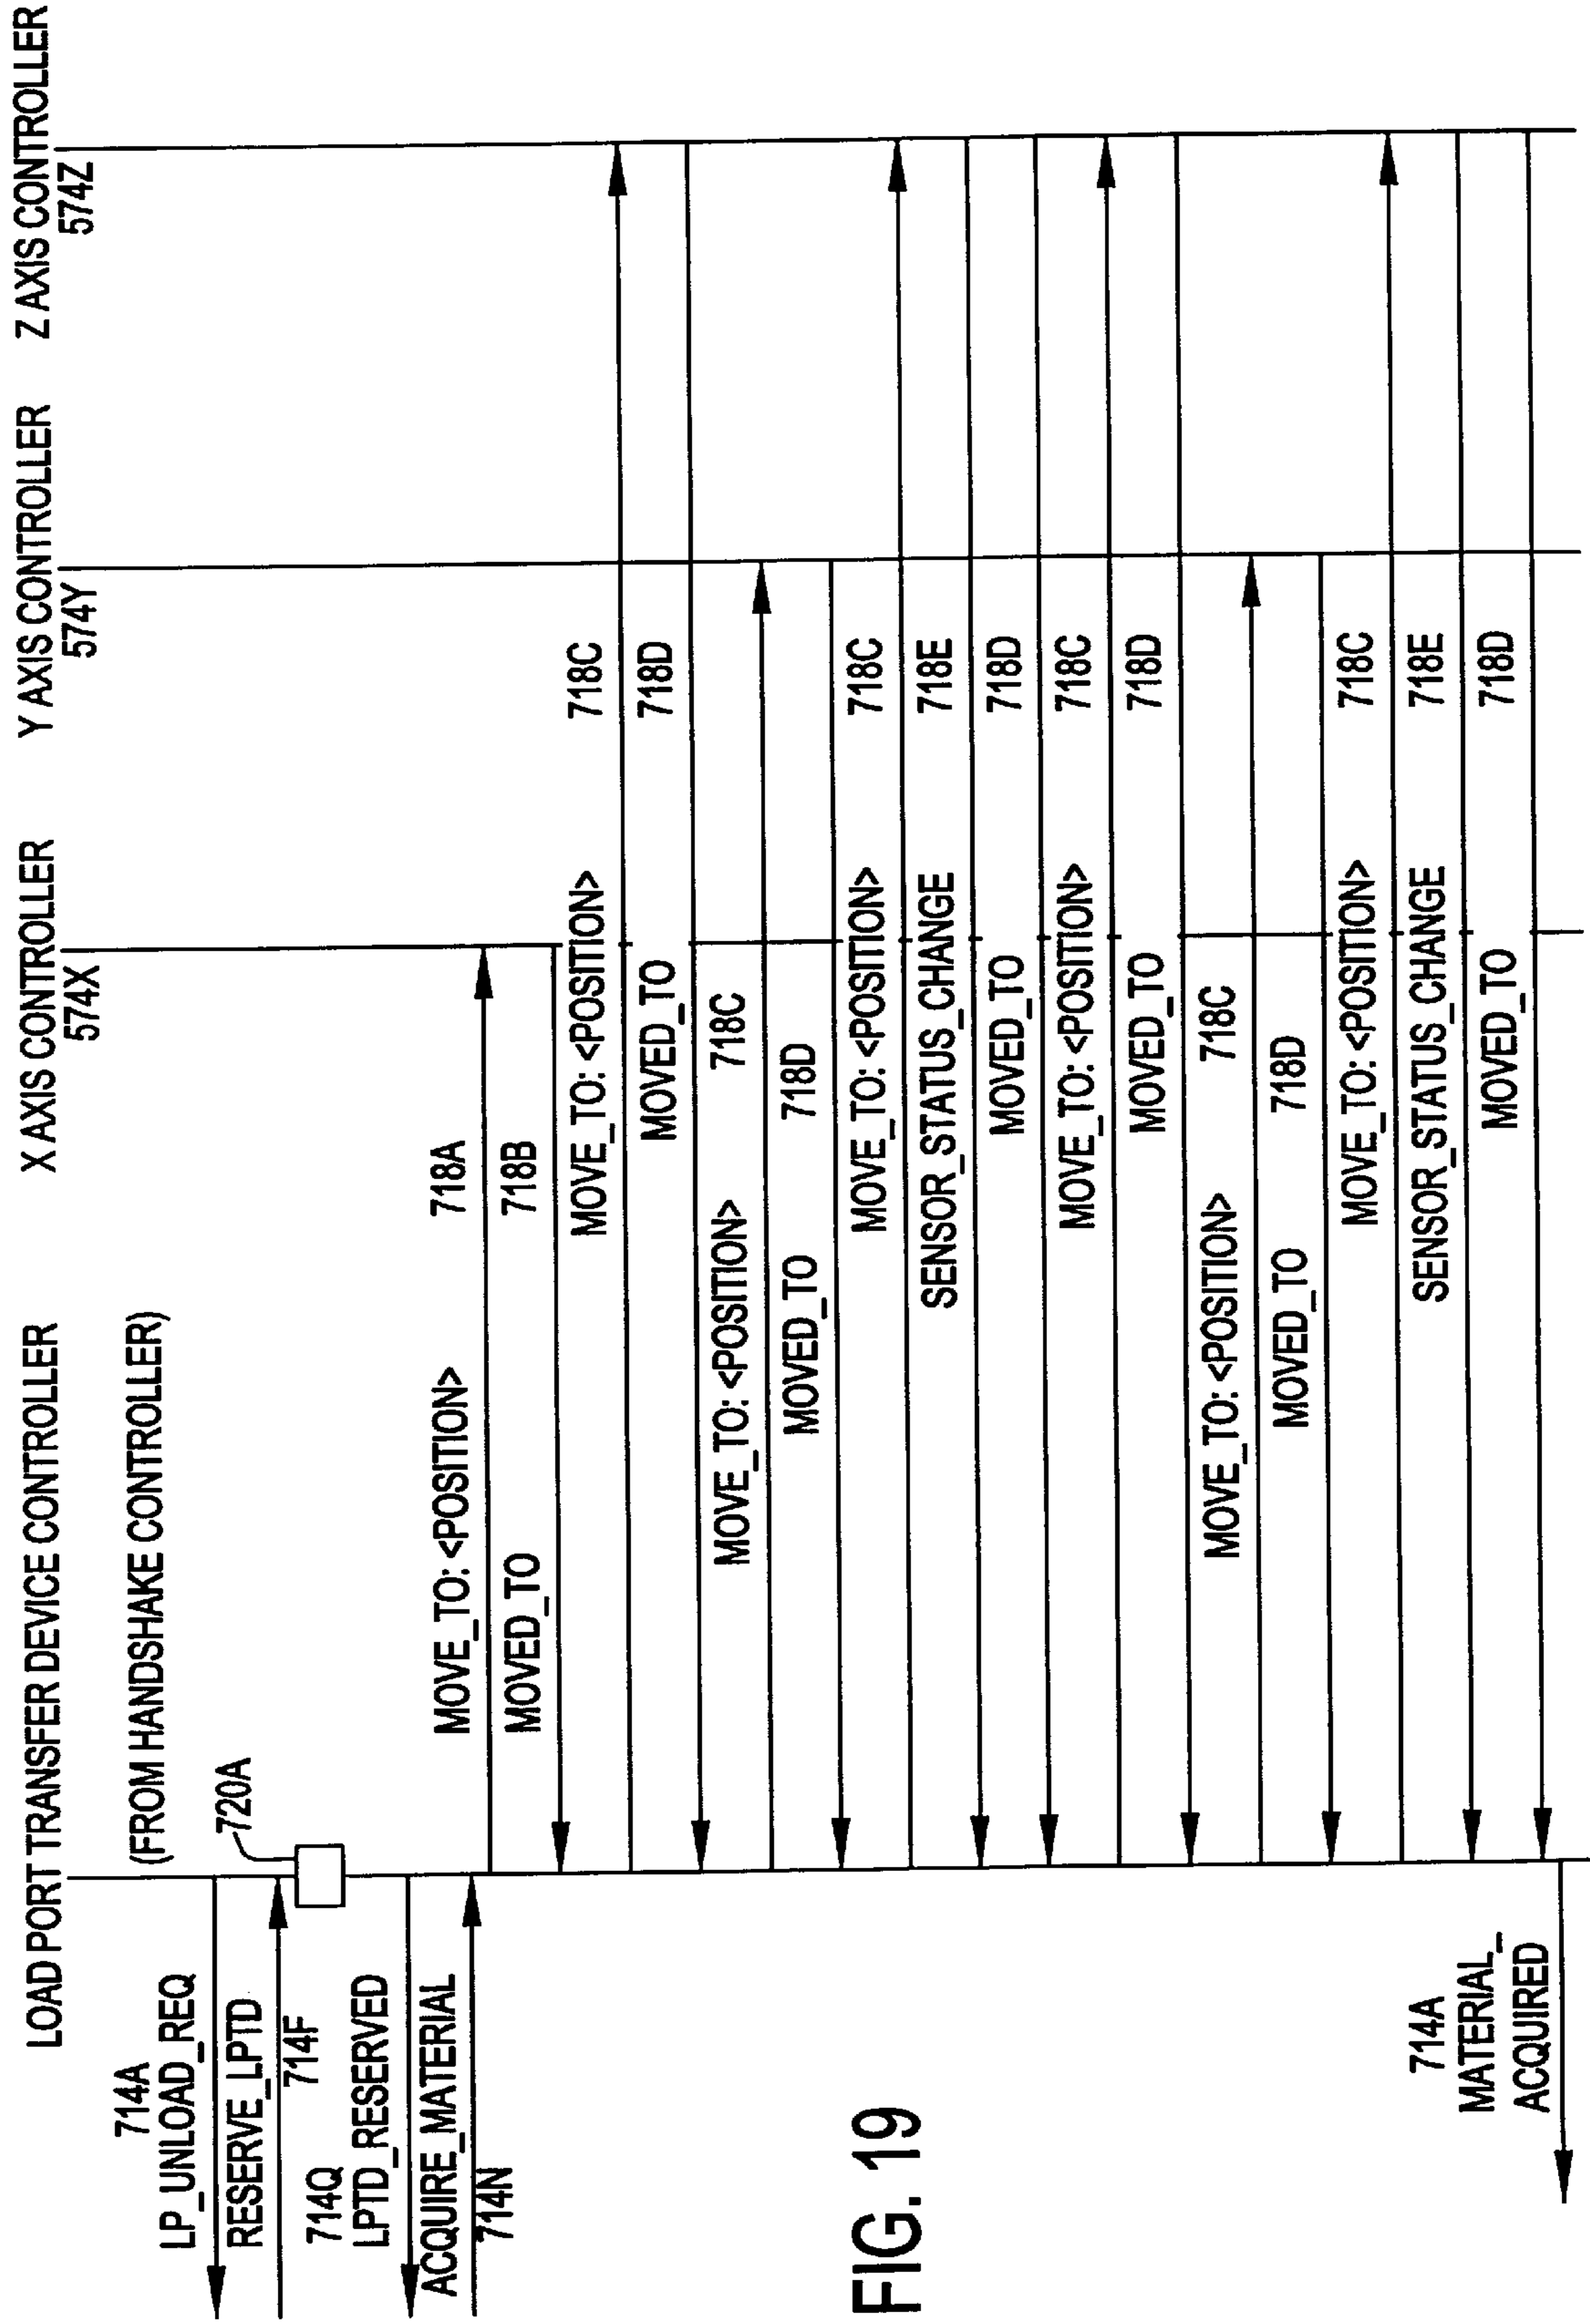 LOAD PORT TRANSFER DEVICE CONTROLLER
X AXIS CONTROLLER
574X
Y AXIS CONTROLLER
574Y
Z AXIS CONTROLLER
574Z
(FROM HANDSHAKE CONTROLLER)
714A
LP_UNLOAD_REQ
RESERVE_LPTD
714F
720A
714Q
LPTD_RESERVED
ACQUIRE_MATERIAL
714N
MOVE_TO: <POSITION> 718A
MOVED_TO 718B
MOVE_TO: <POSITION> 718C
MOVED_TO 718D
MOVE_TO: <POSITION> 718C
MOVED_TO 718D
MOVE_TO: <POSITION> 718C
SENSOR_STATUS_CHANGE 718E
MOVED_TO 718D
MOVE_TO: <POSITION> 718C
MOVED_TO 718D
MOVE_TO: <POSITION> 718C
MOVED_TO 718D
MOVE_TO: <POSITION> 718C
SENSOR_STATUS_CHANGE 718E
MOVED_TO 718D
714A
MATERIAL_
ACQUIRED
FIG. 19